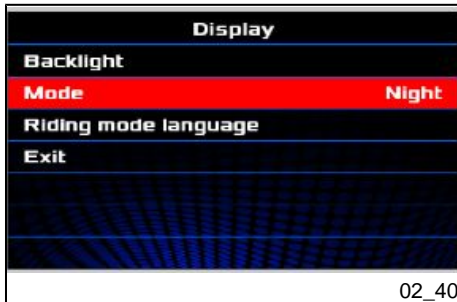 Display
Backlight
Mode Night
Riding mode language
Exit
02_40